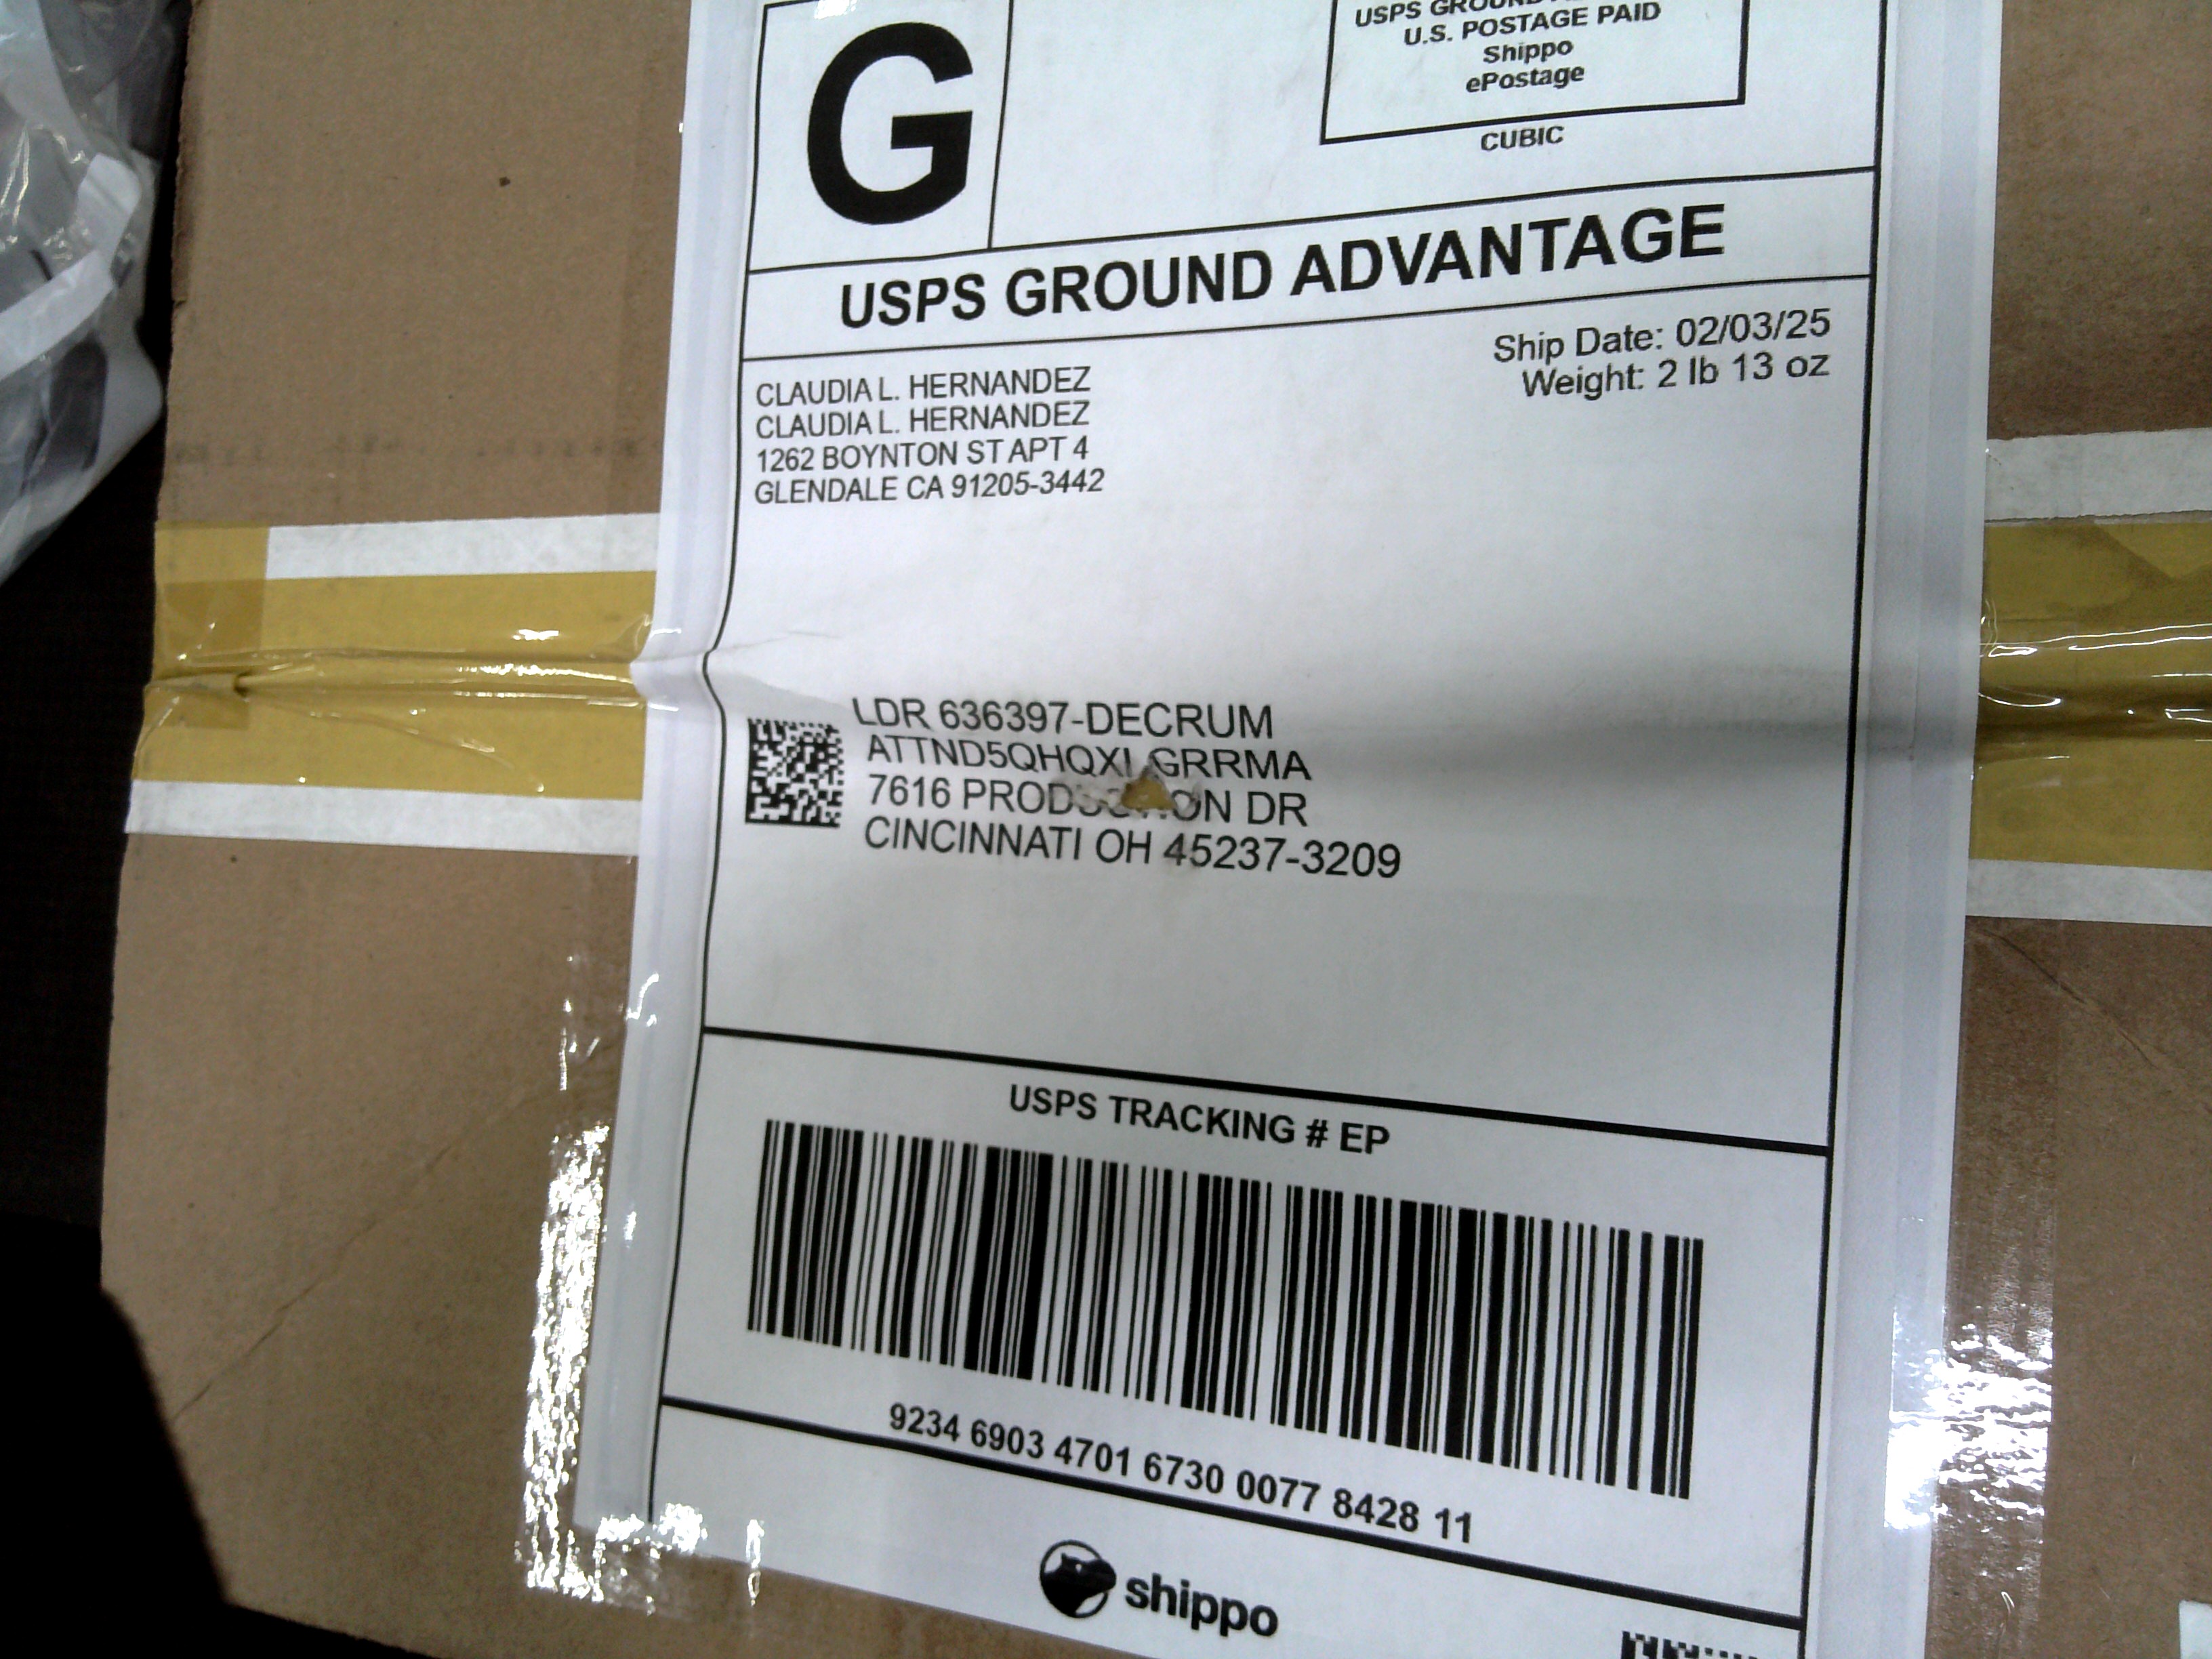 G
USPS GROUND
U.S. POSTAGE PAID
Shippo
ePostage
CUBIC
USPS GROUND ADVANTAGE
Ship Date: 02/03/25
Weight: 2 lb 13 oz
CLAUDIA L. HERNANDEZ
CLAUDIA L. HERNANDEZ
1262 BOYNTON ST APT 4
GLENDALE CA 91205-3442
LDR 636397-DECRUM
GRRMA
7616 DR
CINCINNATI OH 45237-3209
USPS TRACKING # EP
9234 6903 4701 6730 0077 8428 11
shippo